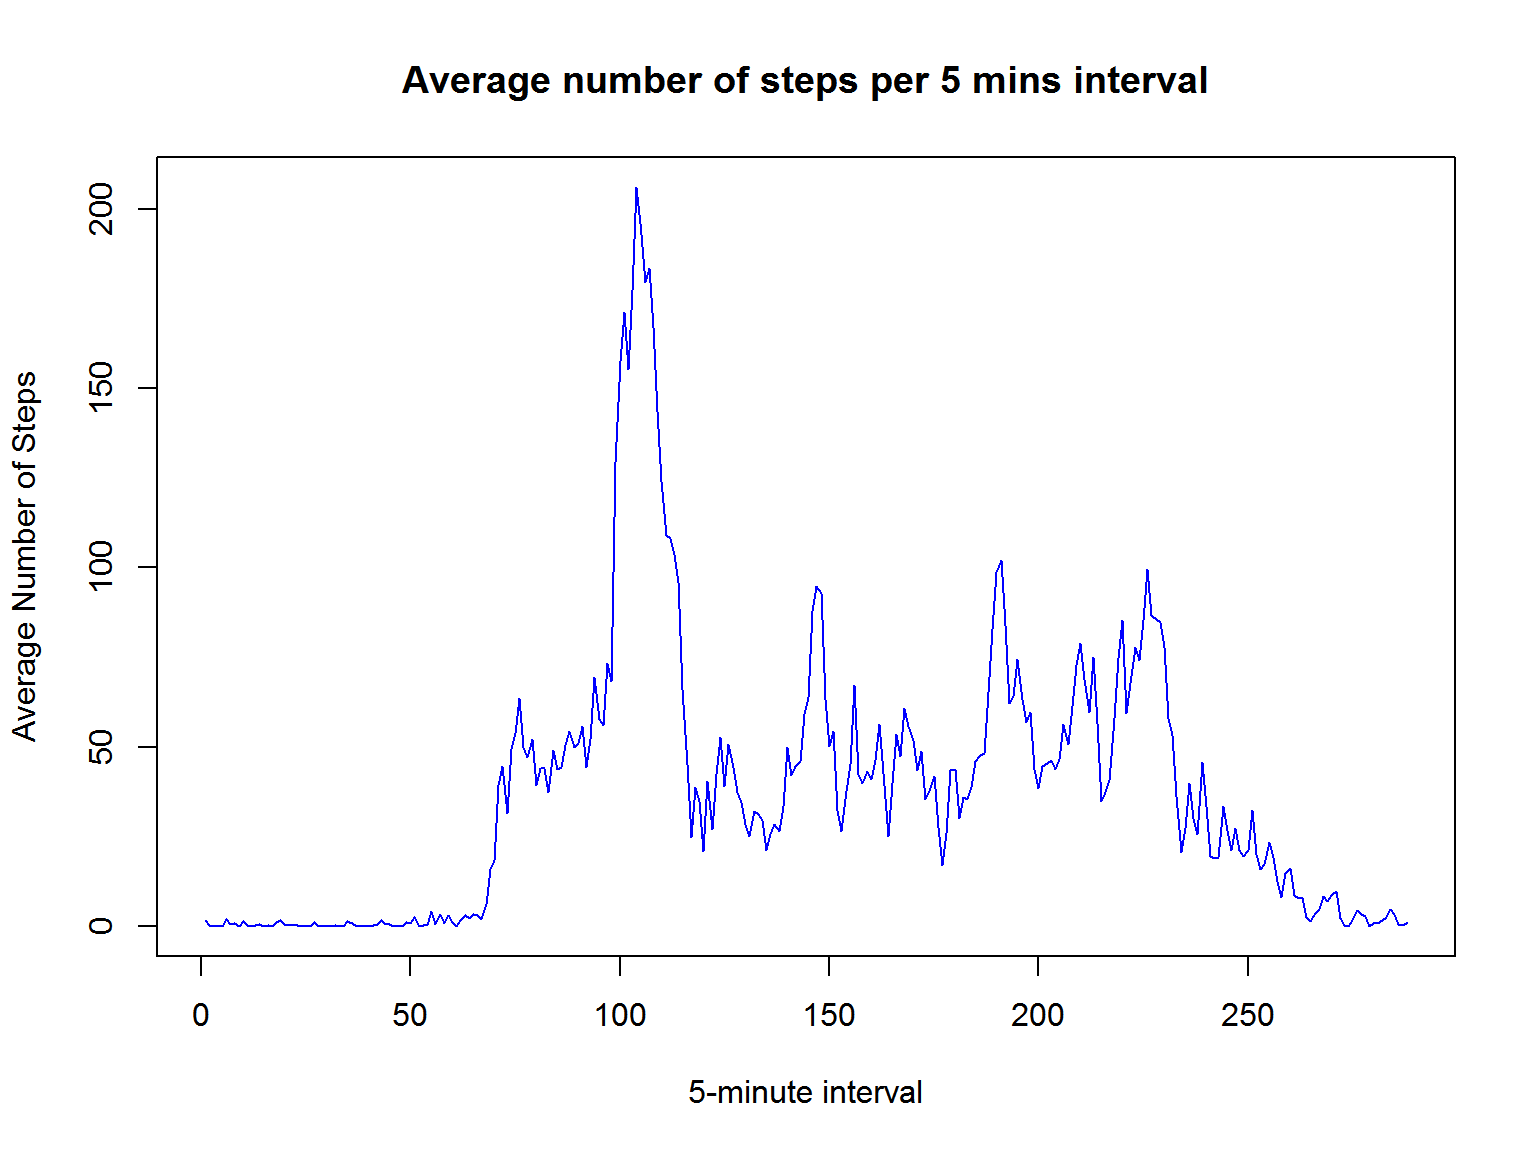 Average number of steps per 5 mins interval
Average Number of Steps
200
150
100
50
0
0 50 100 150 200 250
5-minute interval